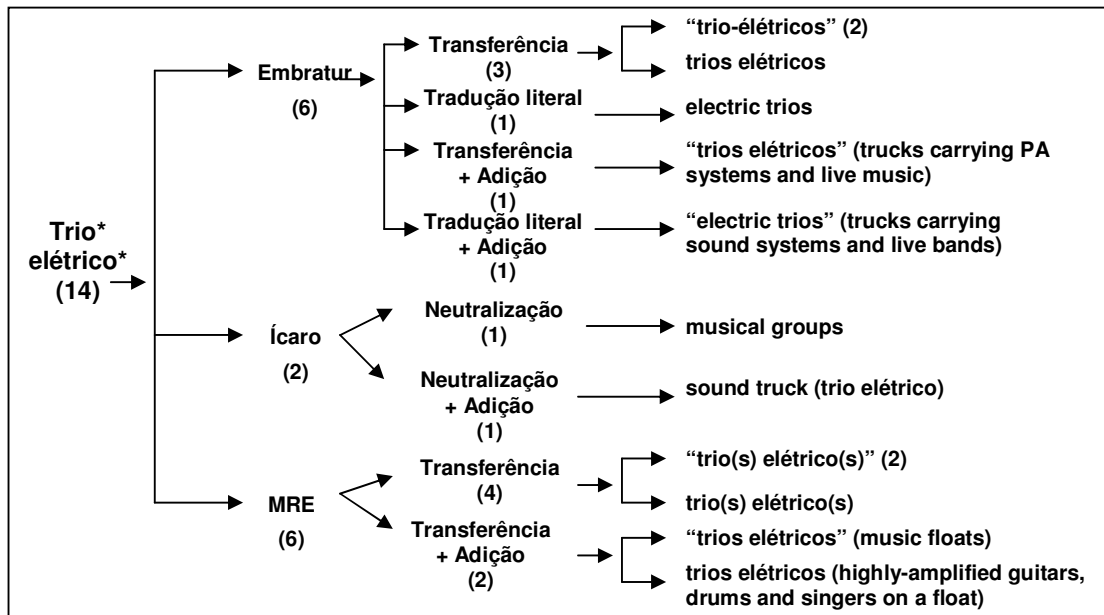 Trio*
elétrico*
(14)
Embratur
(6)
Transferência
(3)
“trio-élétricos” (2)
trios elétricos
Tradução literal
(1)
electric trios
Transferência
+ Adição
(1)
“trios elétricos” (trucks carrying PA
systems and live music)
Tradução literal
+ Adição
(1)
“electric trios” (trucks carrying
sound systems and live bands)
Ícaro
(2)
Neutralização
(1)
musical groups
Neutralização
+ Adição
(1)
sound truck (trio elétrico)
MRE
(6)
Transferência
(4)
“trio(s) elétrico(s)” (2)
trio(s) elétrico(s)
Transferência
+ Adição
(2)
“trios elétricos” (music floats)
trios elétricos (highly-amplified guitars,
drums and singers on a float)